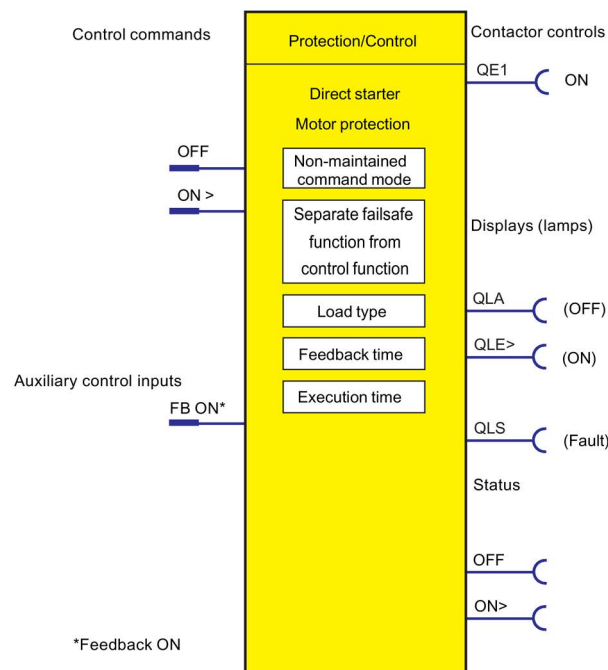 Control commands
Protection/Control
Contactor controls
QE1
ON
Direct starter
Motor protection
OFF
Non-maintained
command mode
ON >
Separate failsafe
function from
control function
Displays (lamps)
Load type
QLA
(OFF)
Feedback time
QLE>
(ON)
Auxiliary control inputs
Execution time
FB ON*
QLS
(Fault)
Status
OFF
ON>
*Feedback ON